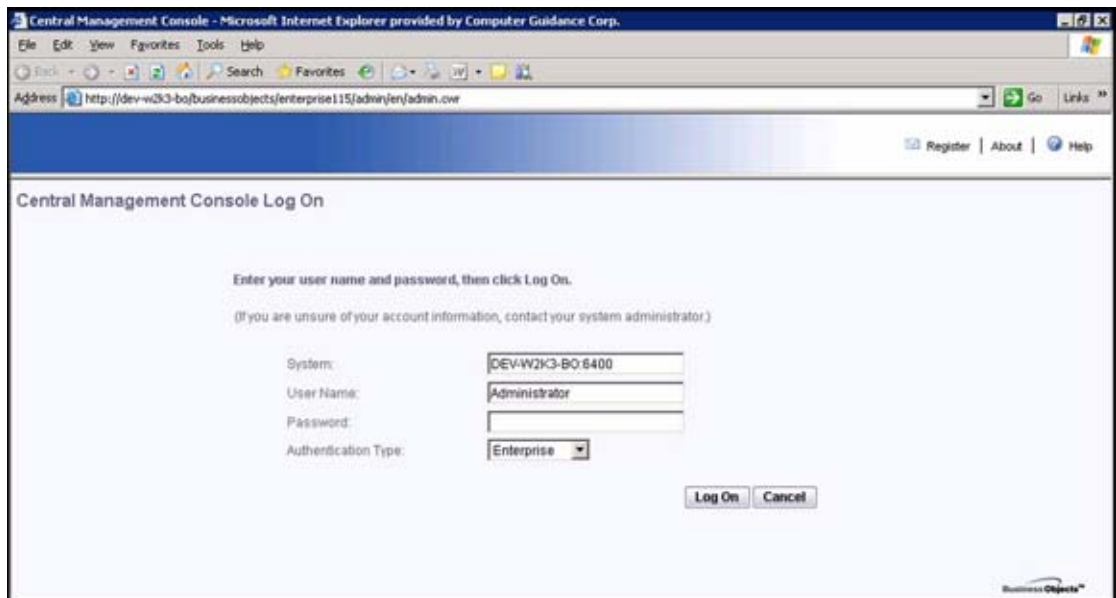 Central Management Console - Microsoft Internet Explorer provided by Computer Guidance Corp.
File Edit View Favorites Tools Help
Back Search Favorites
Address http://dev-w2k3-bo/businessobjects/enterprise115/admin/en/admin.cwr Go Links »
Register | About | Help
Central Management Console Log On
Enter your user name and password, then click Log On.
(If you are unsure of your account information, contact your system administrator.)
System: DEV-W2K3-BO:6400
User Name: Administrator
Password:
Authentication Type: Enterprise
Log On Cancel
Business Objects™